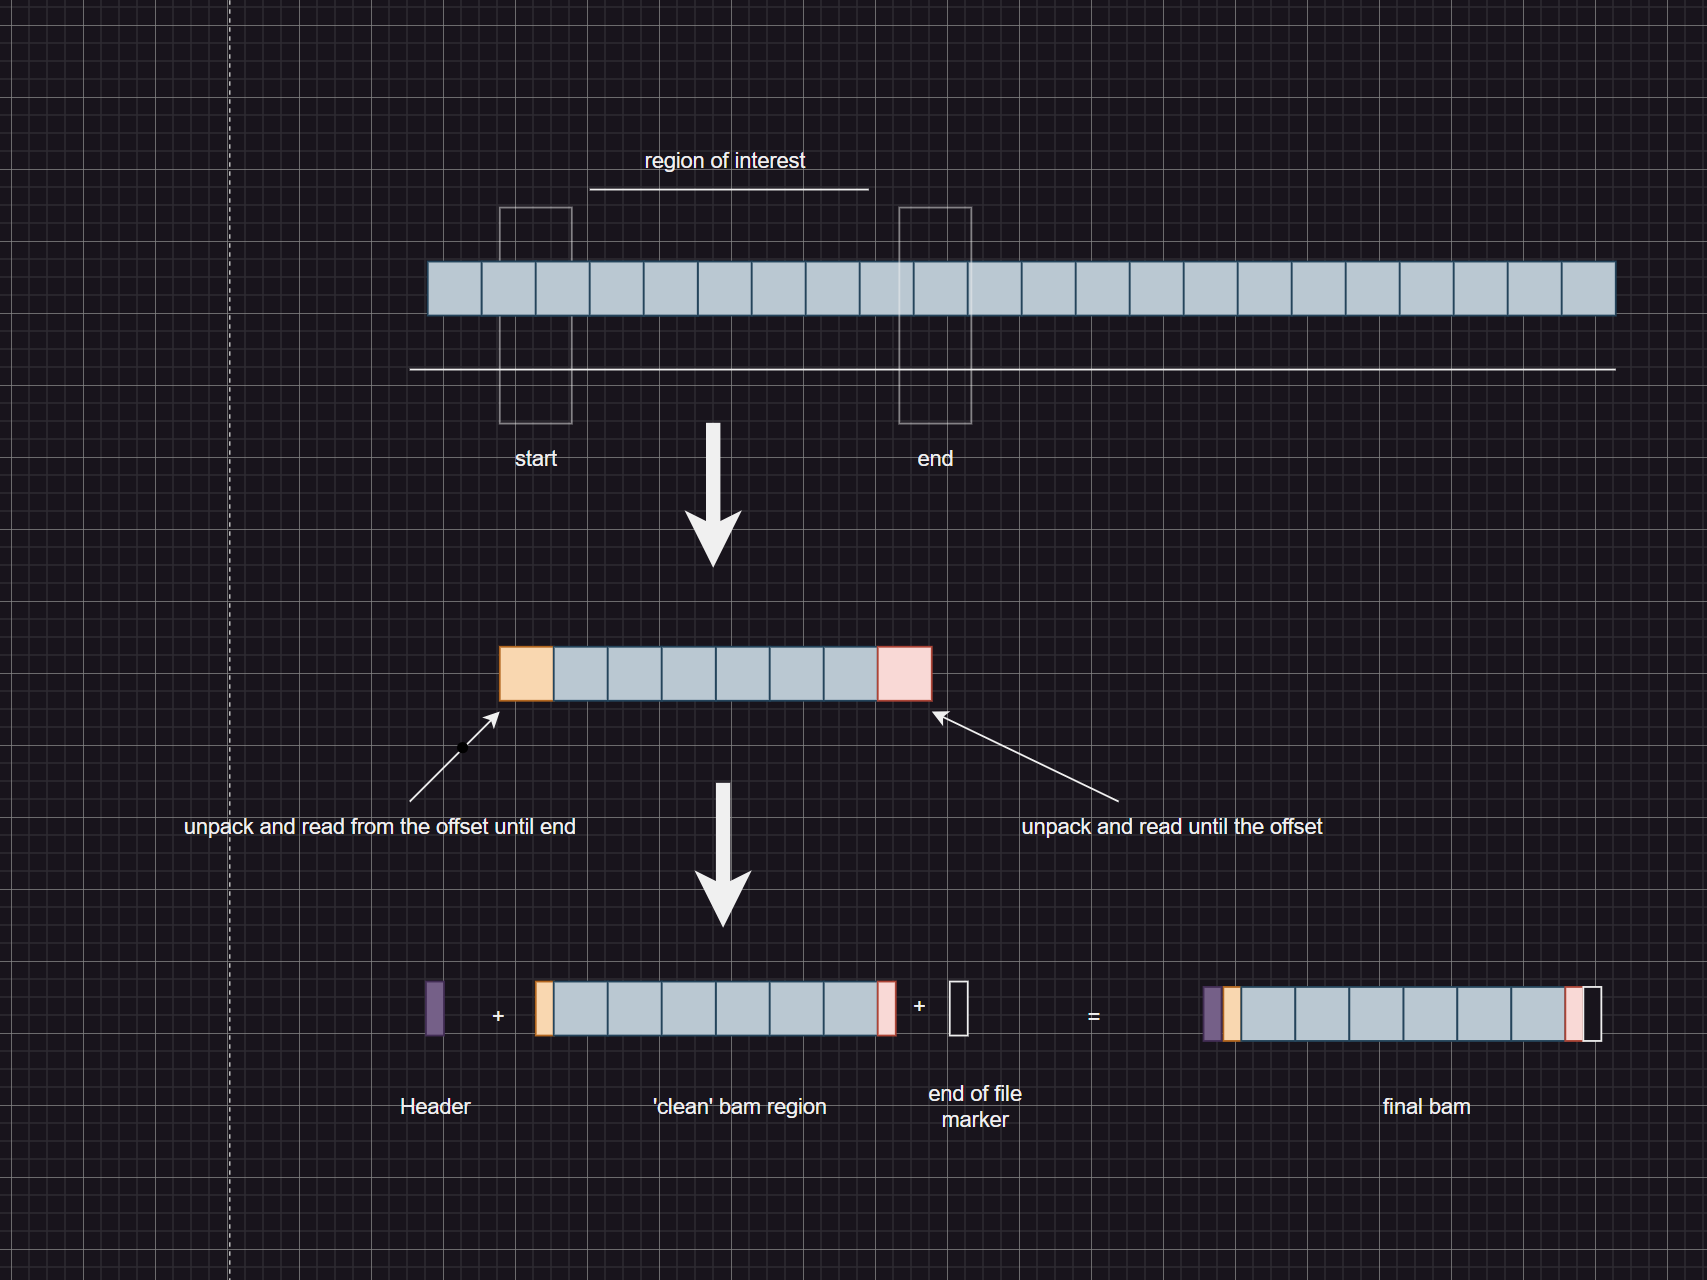 region of interest
start
end
unpack and read from the offset until end
unpack and read until the offset
+
+
=
Header
'clean' bam region
end of file
marker
final bam